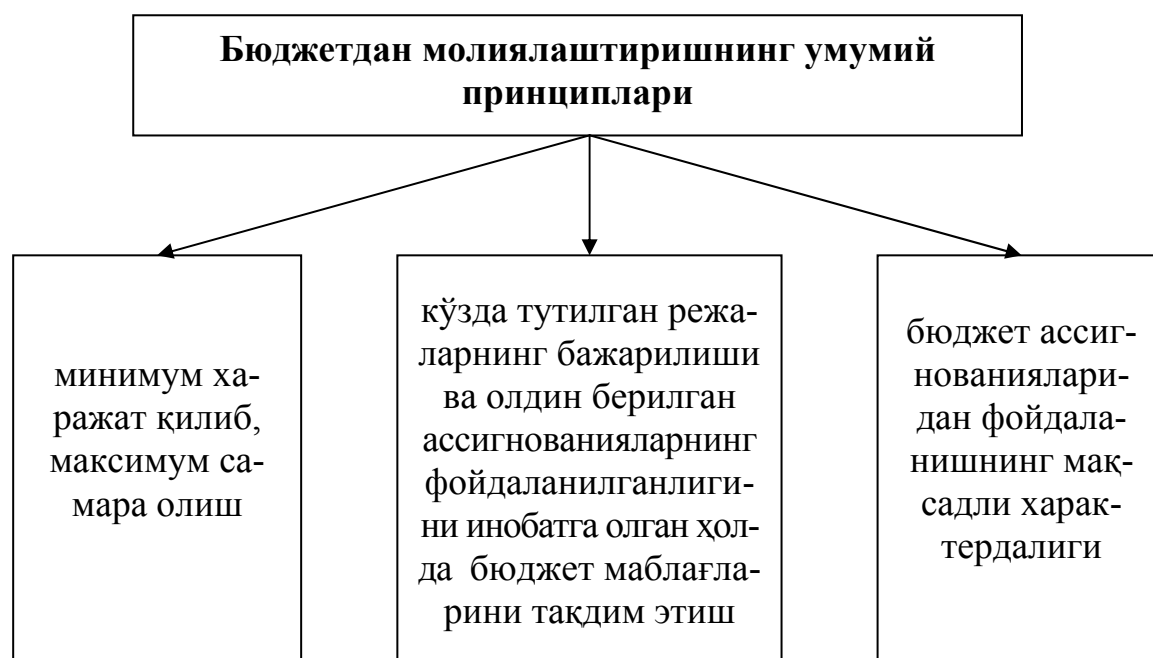 Бюджетдан молиялаштиришнинг умумий
принциплари
минимум ха-
ражат қилиб,
максимум са-
мара олиш
кўзда тутилган режа-
ларнинг бажарилиши
ва олдин берилган
ассигнованияларнинг
фойдаланилганлиги-
ни инобатга олган ҳол-
да бюджет маблағла-
рини тақдим этиш
бюджет ассиг-
нованиялари-
дан фойдала-
нишнинг мақ-
садли харак-
тердалиги